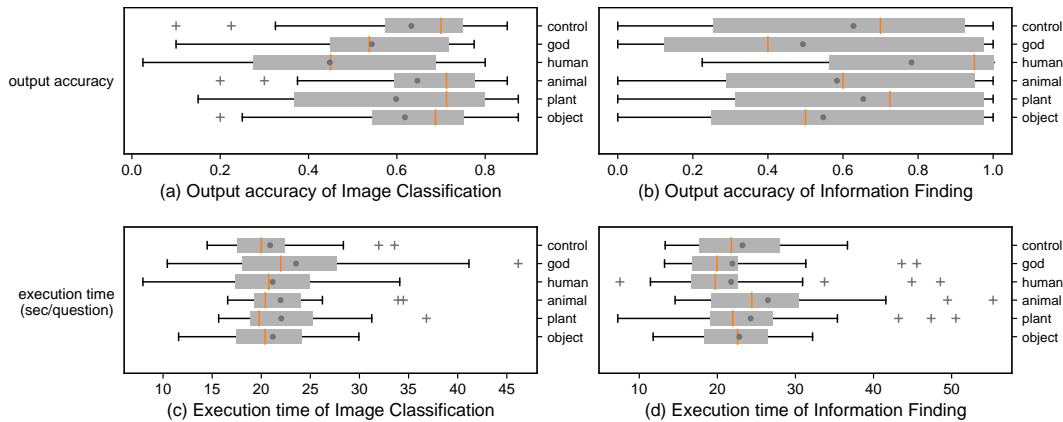 output accuracy
control
god
human
animal
plant
object
0.0 0.2 0.4 0.6 0.8
(a) Output accuracy of Image Classification
control
god
human
animal
plant
object
0.0 0.2 0.4 0.6 0.8 1.0
(b) Output accuracy of Information Finding
execution time
(sec/question)
control
god
human
animal
plant
object
10 15 20 25 30 35 40 45
(c) Execution time of Image Classification
control
god
human
animal
plant
object
10 20 30 40 50
(d) Execution time of Information Finding